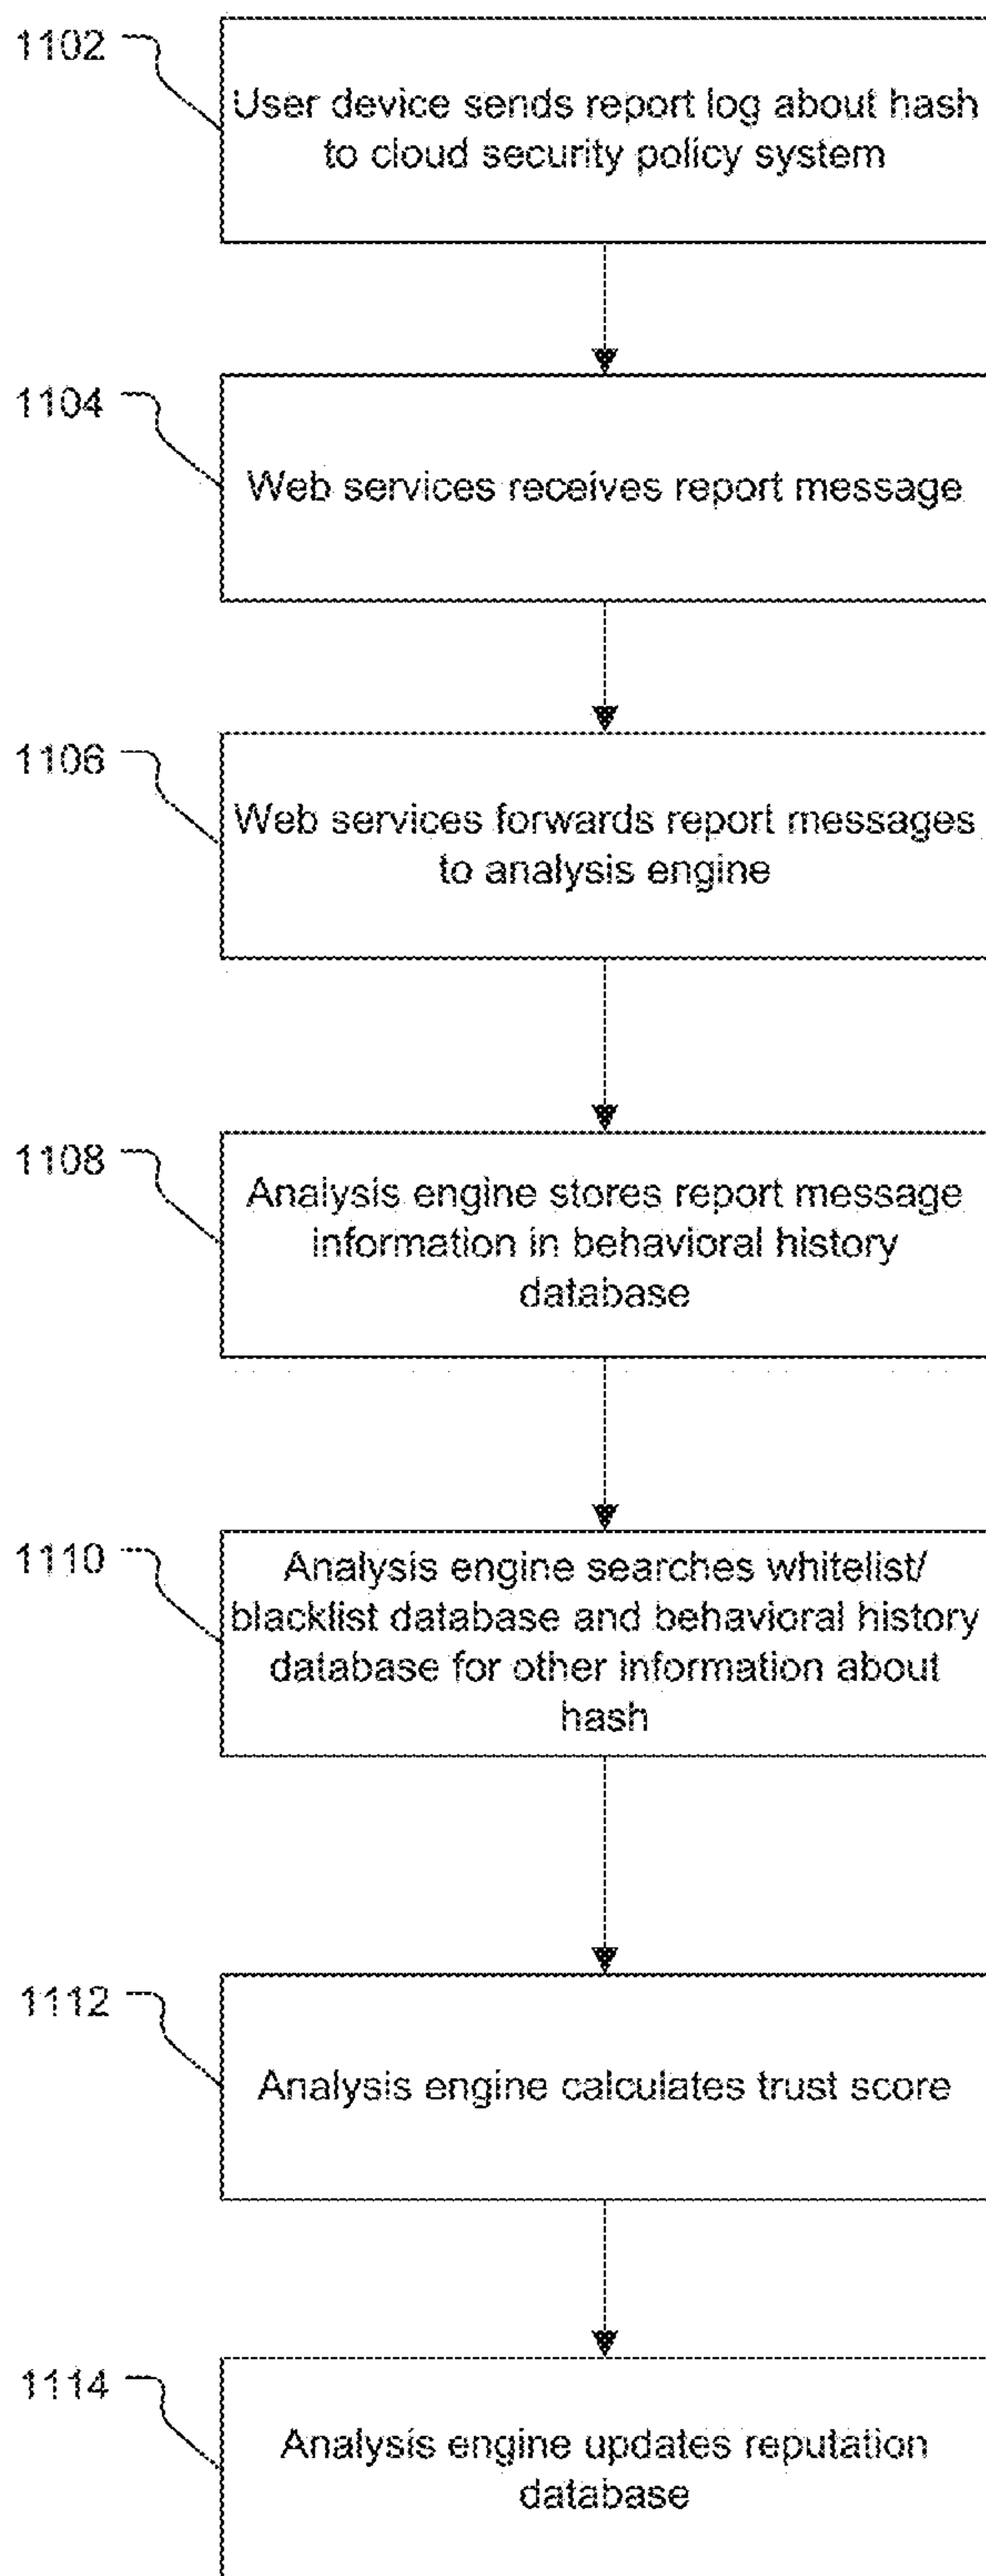 1102
User device sends report log about hash
to cloud security policy system
1104
Web services receives report message
1106
Web services forwards report messages
to analysis engine
1108
Analysis engine stores report message
information in behavioral history
database
1110
Analysis engine searches whitelist/
blacklist database and behavioral history
database for other information about
hash
1112
Analysis engine calculates trust score
1114
Analysis engine updates reputation
database